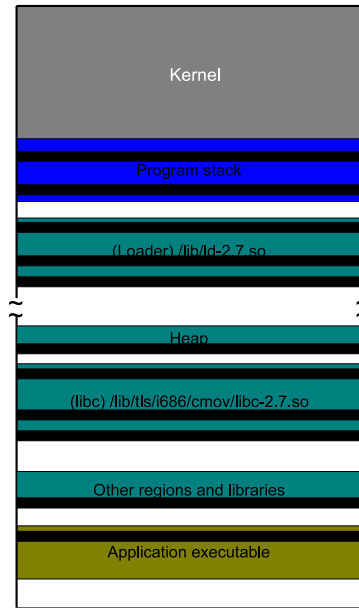 Kernel
Program stack
(Loader) /lib/ld-2.7.so
Heap
(libc) /lib/tls/i686/cmov/libc-2.7.so
Other regions and libraries
Application executable